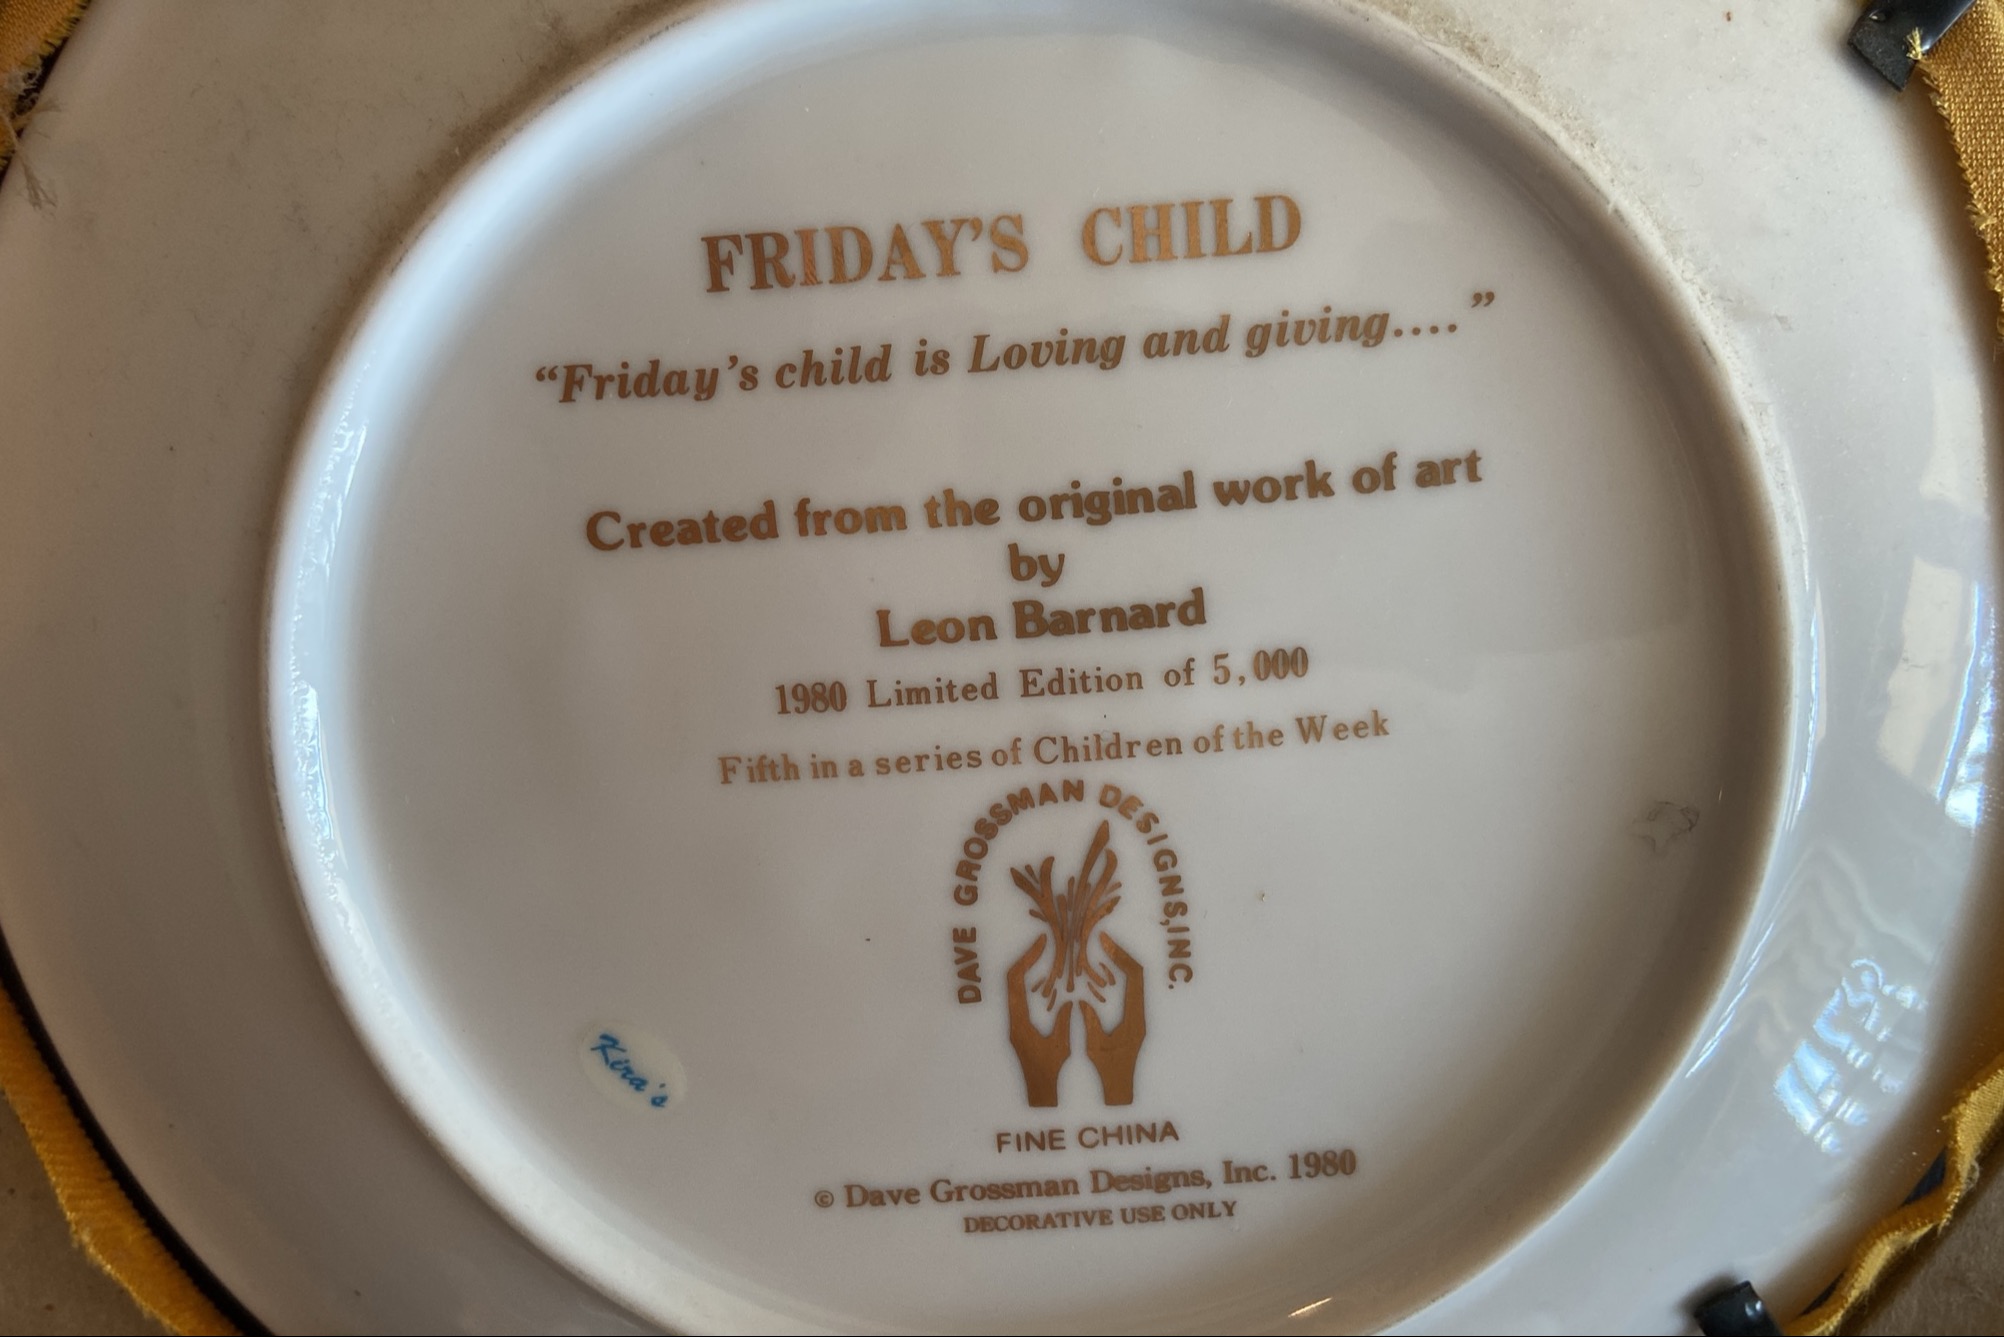 FRIDAY'S CHILD
“Friday's child is Loving and giving....”
Created from the original work of art
by
Leon Barnard
1980 Limited Edition of 5,000
Fifth in a series of Children of the Week
DAVE GROSSMAN DESIGNS,INC.
Kira's
FINE CHINA
© Dave Grossman Designs, Inc. 1980
DECORATIVE USE ONLY